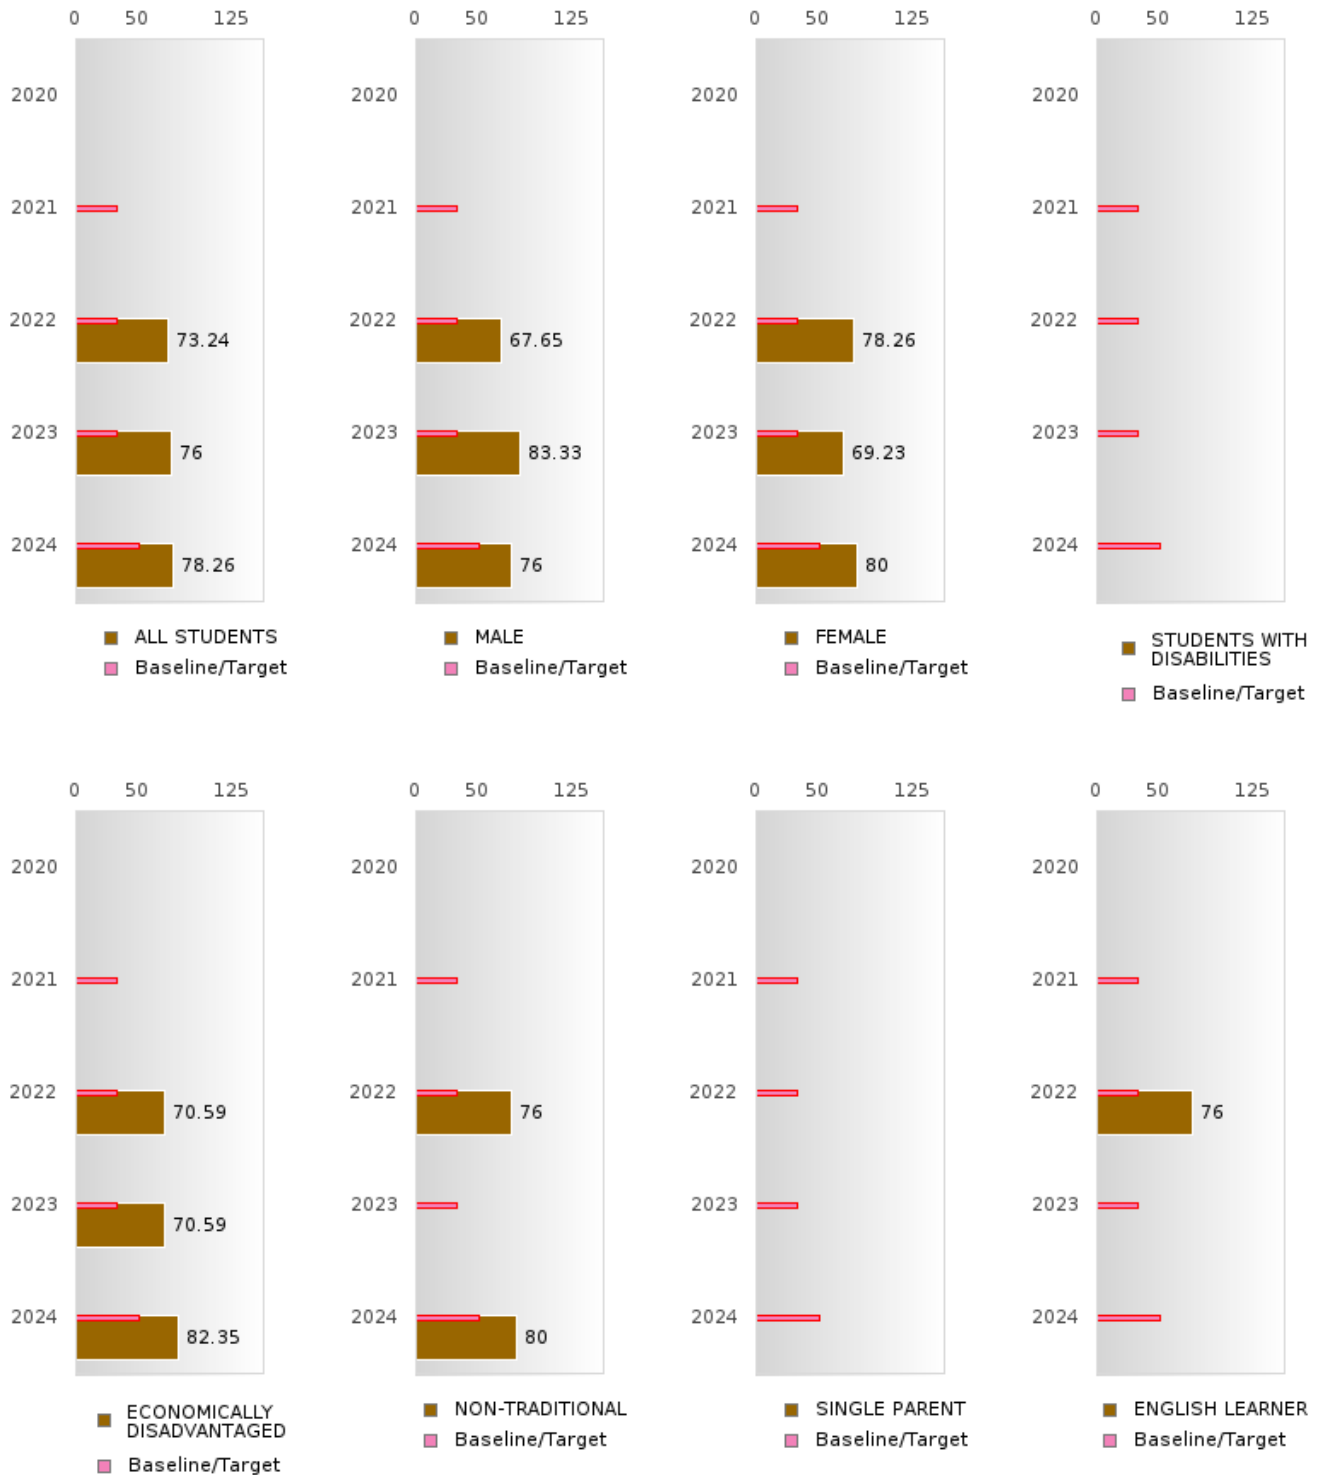 0 50 125 0 50 125 0 50 125 0 50 125
2020 2020 2020 2020
2021 2021 2021 2021
2022 73.24 2022 67.65 2022 78.26 2022
2023 76 2023 83.33 2023 69.23 2023
2024 78.26 2024 76 2024 80 2024
ALL STUDENTS
Baseline/Target
MALE
Baseline/Target
FEMALE
Baseline/Target
STUDENTS WITH
DISABILITIES
Baseline/Target
0 50 125 0 50 125 0 50 125 0 50 125
2020 2020 2020 2020
2021 2021 2021 2021
2022 70.59 2022 76 2022 2022 76
2023 70.59 2023 2023 2023
2024 82.35 2024 80 2024 2024
ECONOMICALLY
DISADVANTAGED
Baseline/Target
NON-TRADITIONAL
Baseline/Target
SINGLE PARENT
Baseline/Target
ENGLISH LEARNER
Baseline/Target